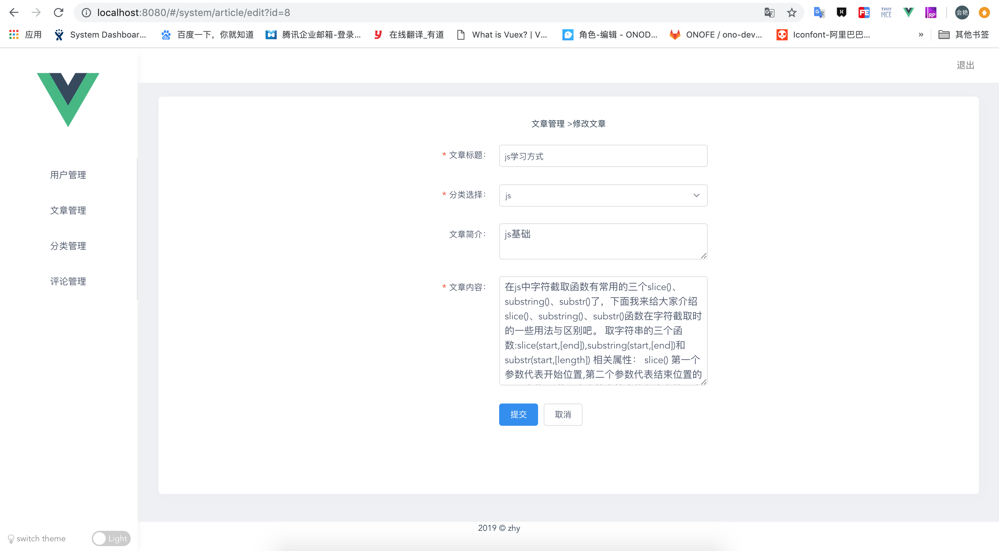 localhost:8080/#/system/article/edit?id=8
TINY
MCE
会艳
应用
System Dashboar...
百度一下，你就知道
腾讯企业邮箱-登录...
在线翻译_有道
What is Vuex? | V...
角色-编辑 - ONOD...
ONOFE / ono-dev...
Iconfont-阿里巴巴...
»
其他书签
退出
用户管理
文章管理
分类管理
评论管理
文章管理 >修改文章
* 文章标题：
js学习方式
* 分类选择：
js
文章简介：
js基础
* 文章内容：
在js中字符截取函数有常用的三个slice()、
substring()、substr()了，下面我来给大家介绍
slice()、substring()、substr()函数在字符截取时
的一些用法与区别吧。 取字符串的三个函
数:slice(start,[end]),substring(start,[end])和
substr(start,[length]) 相关属性： slice() 第一个
参数代表开始位置,第二个参数代表结束位置的
提交
取消
2019 © zhy
switch theme
Light